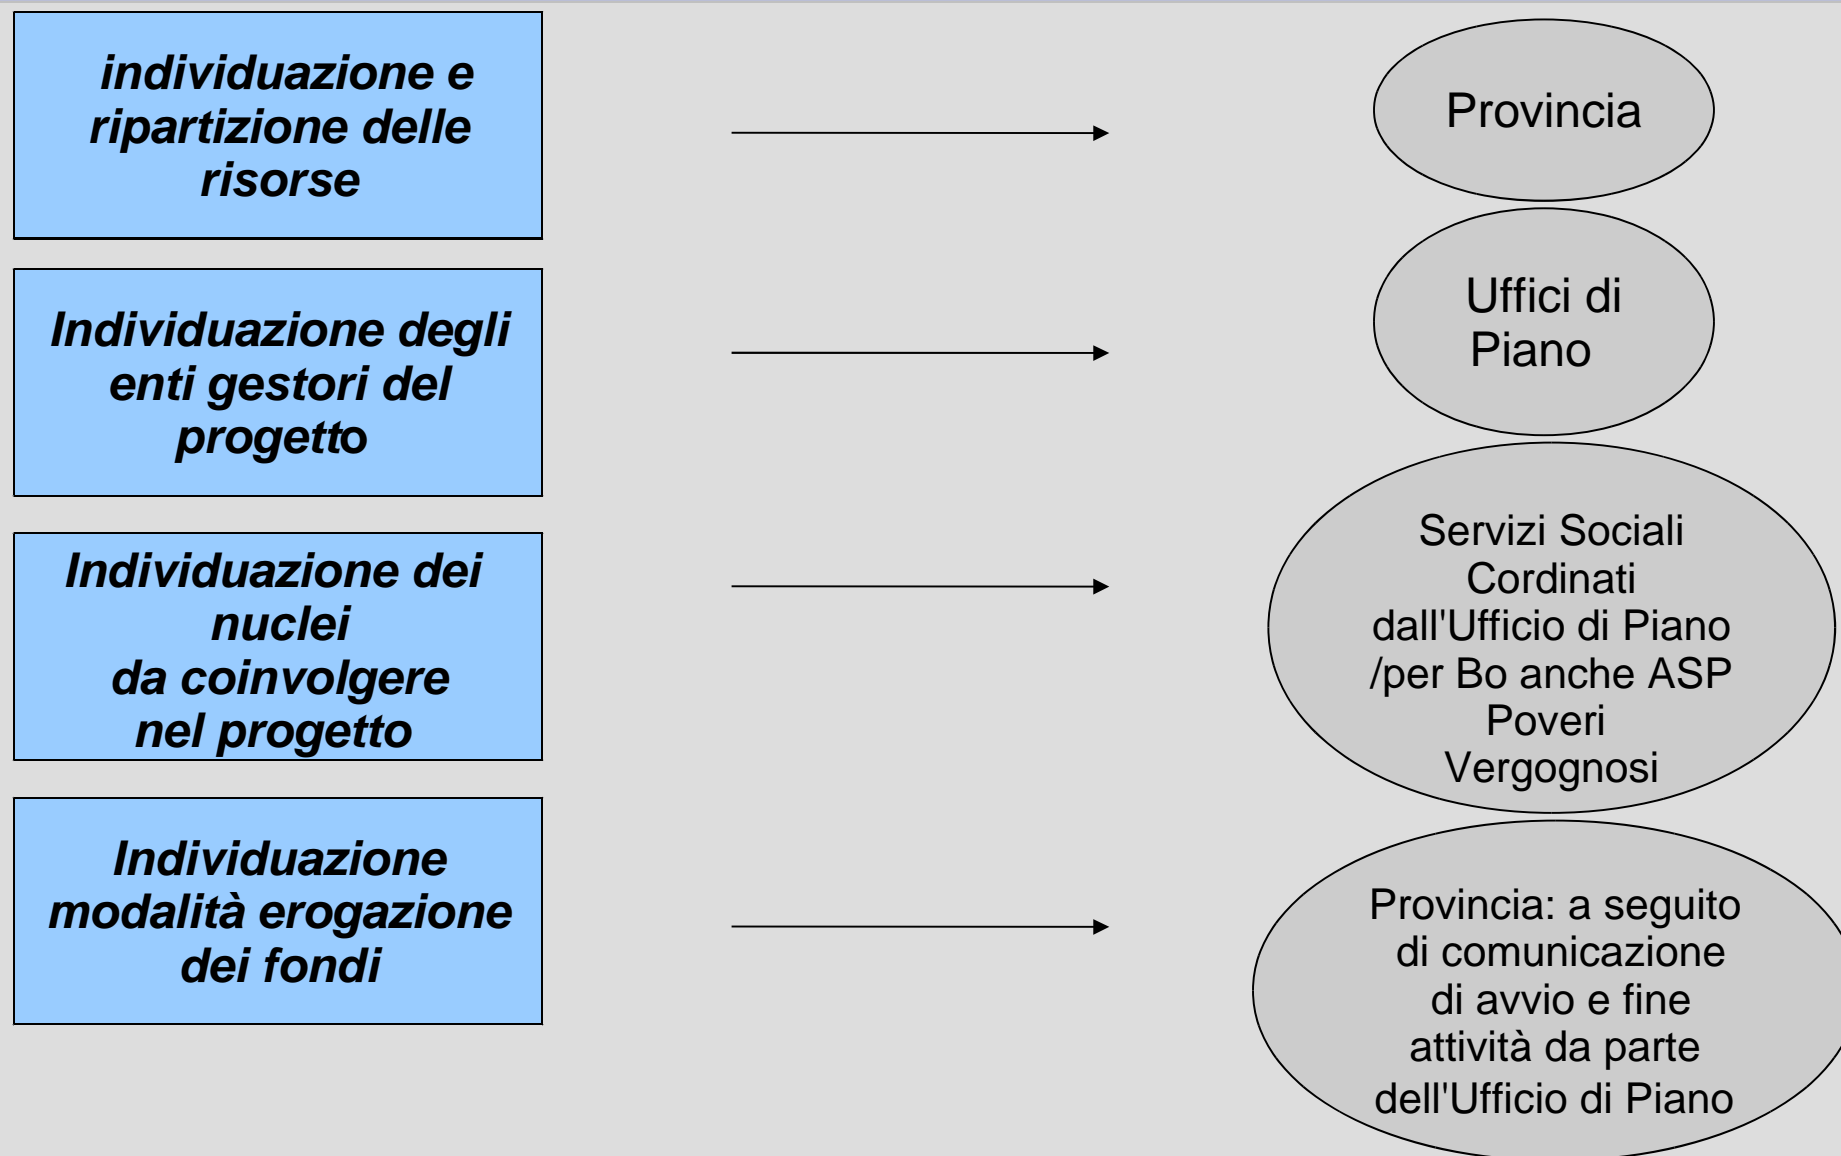 individuazione e
ripartizione delle
risorse
Provincia
Individuazione degli
enti gestori del
progetto
Uffici di
Piano
Individuazione dei
nuclei
da coinvolgere
nel progetto
Servizi Sociali
Cordinati
dall'Ufficio di Piano
/per Bo anche ASP
Poveri
Vergognosi
Individuazione
modalità erogazione
dei fondi
Provincia: a seguito
di comunicazione
di avvio e fine
attività da parte
dell'Ufficio di Piano